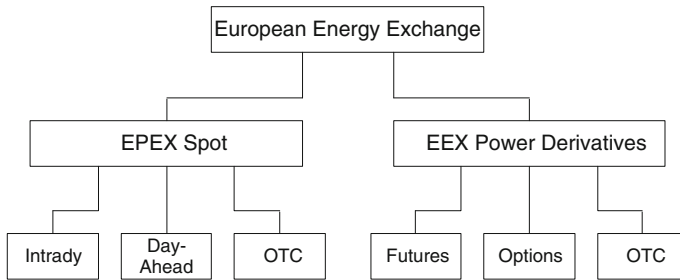 European Energy Exchange
EPEX Spot
EEX Power Derivatives
Intrady
Day-
Ahead
OTC
Futures
Options
OTC